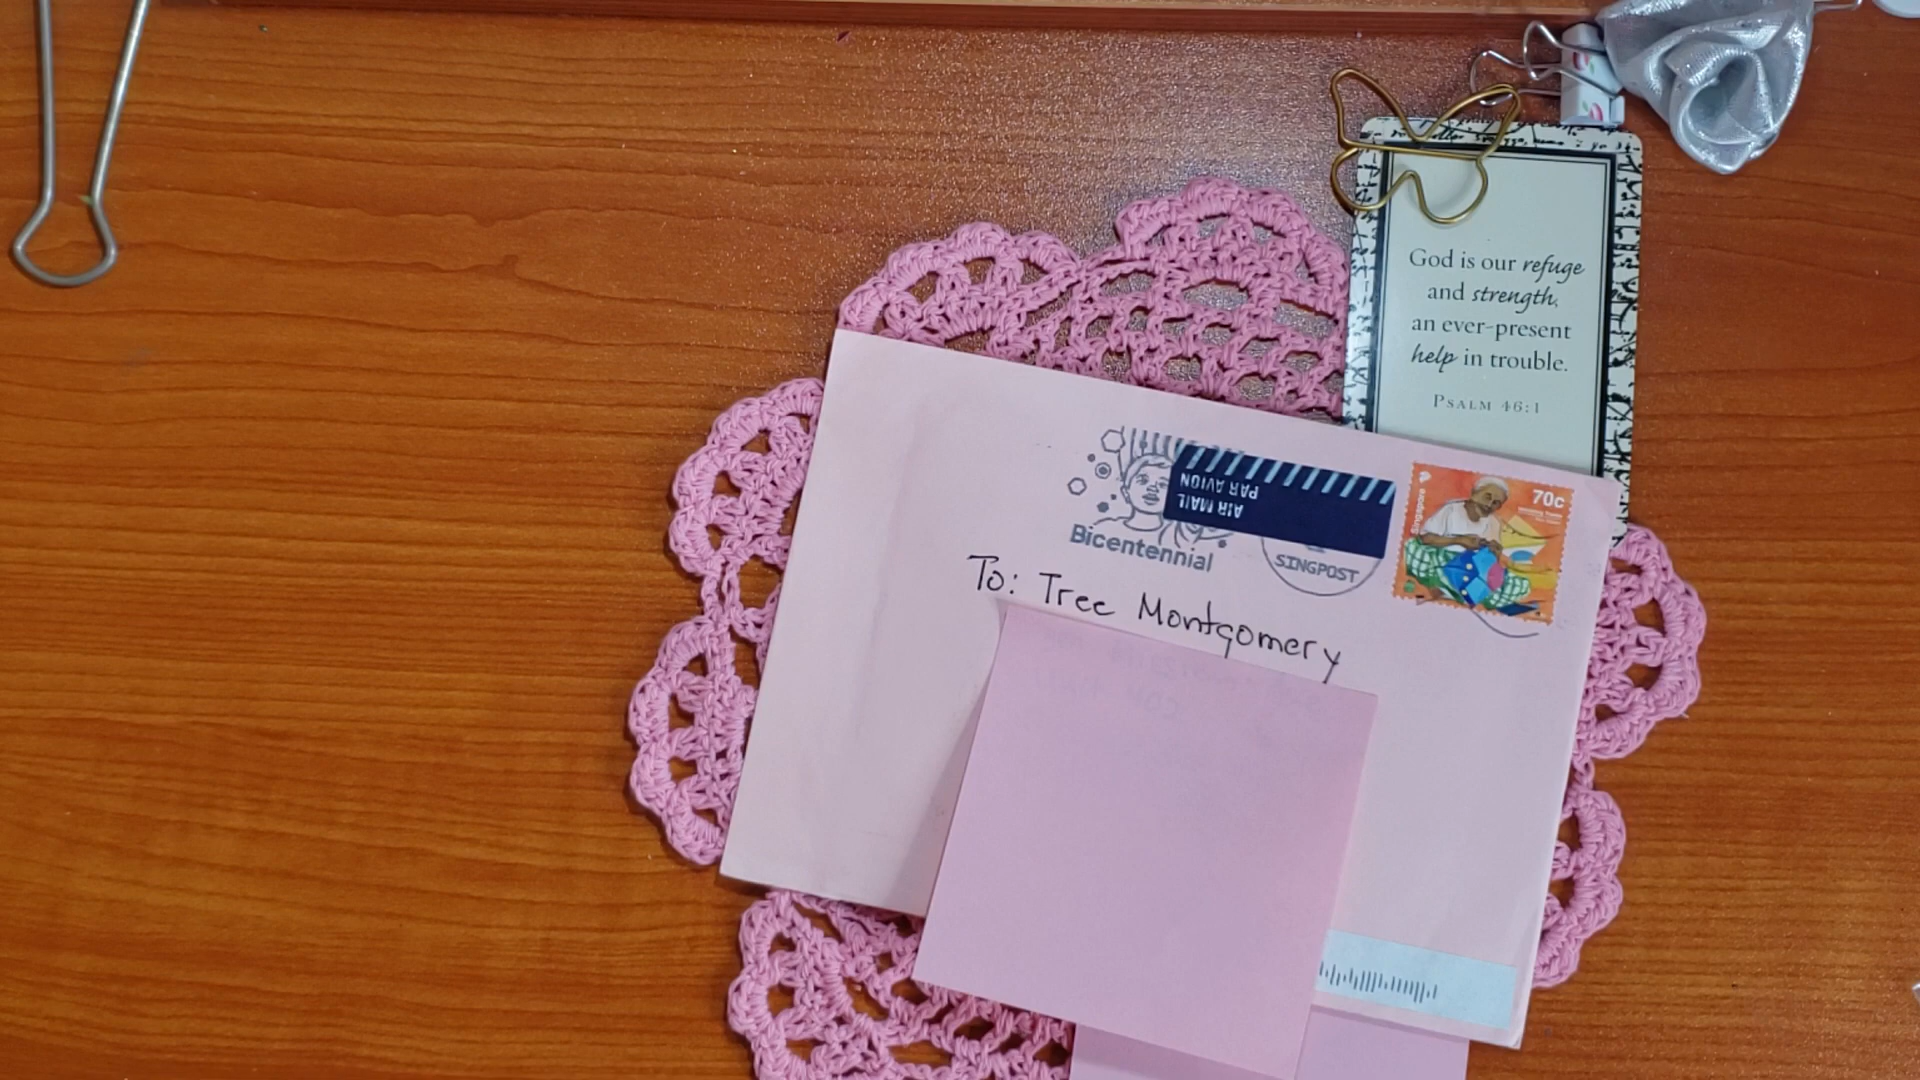 God is our refuge
and strength,
an ever-present
help in trouble.
PSALM 46:1
AIR MAIL
PAR AVION
Singapore
70c
Bicentennial
SINGPOST
To: Tree Montgomery